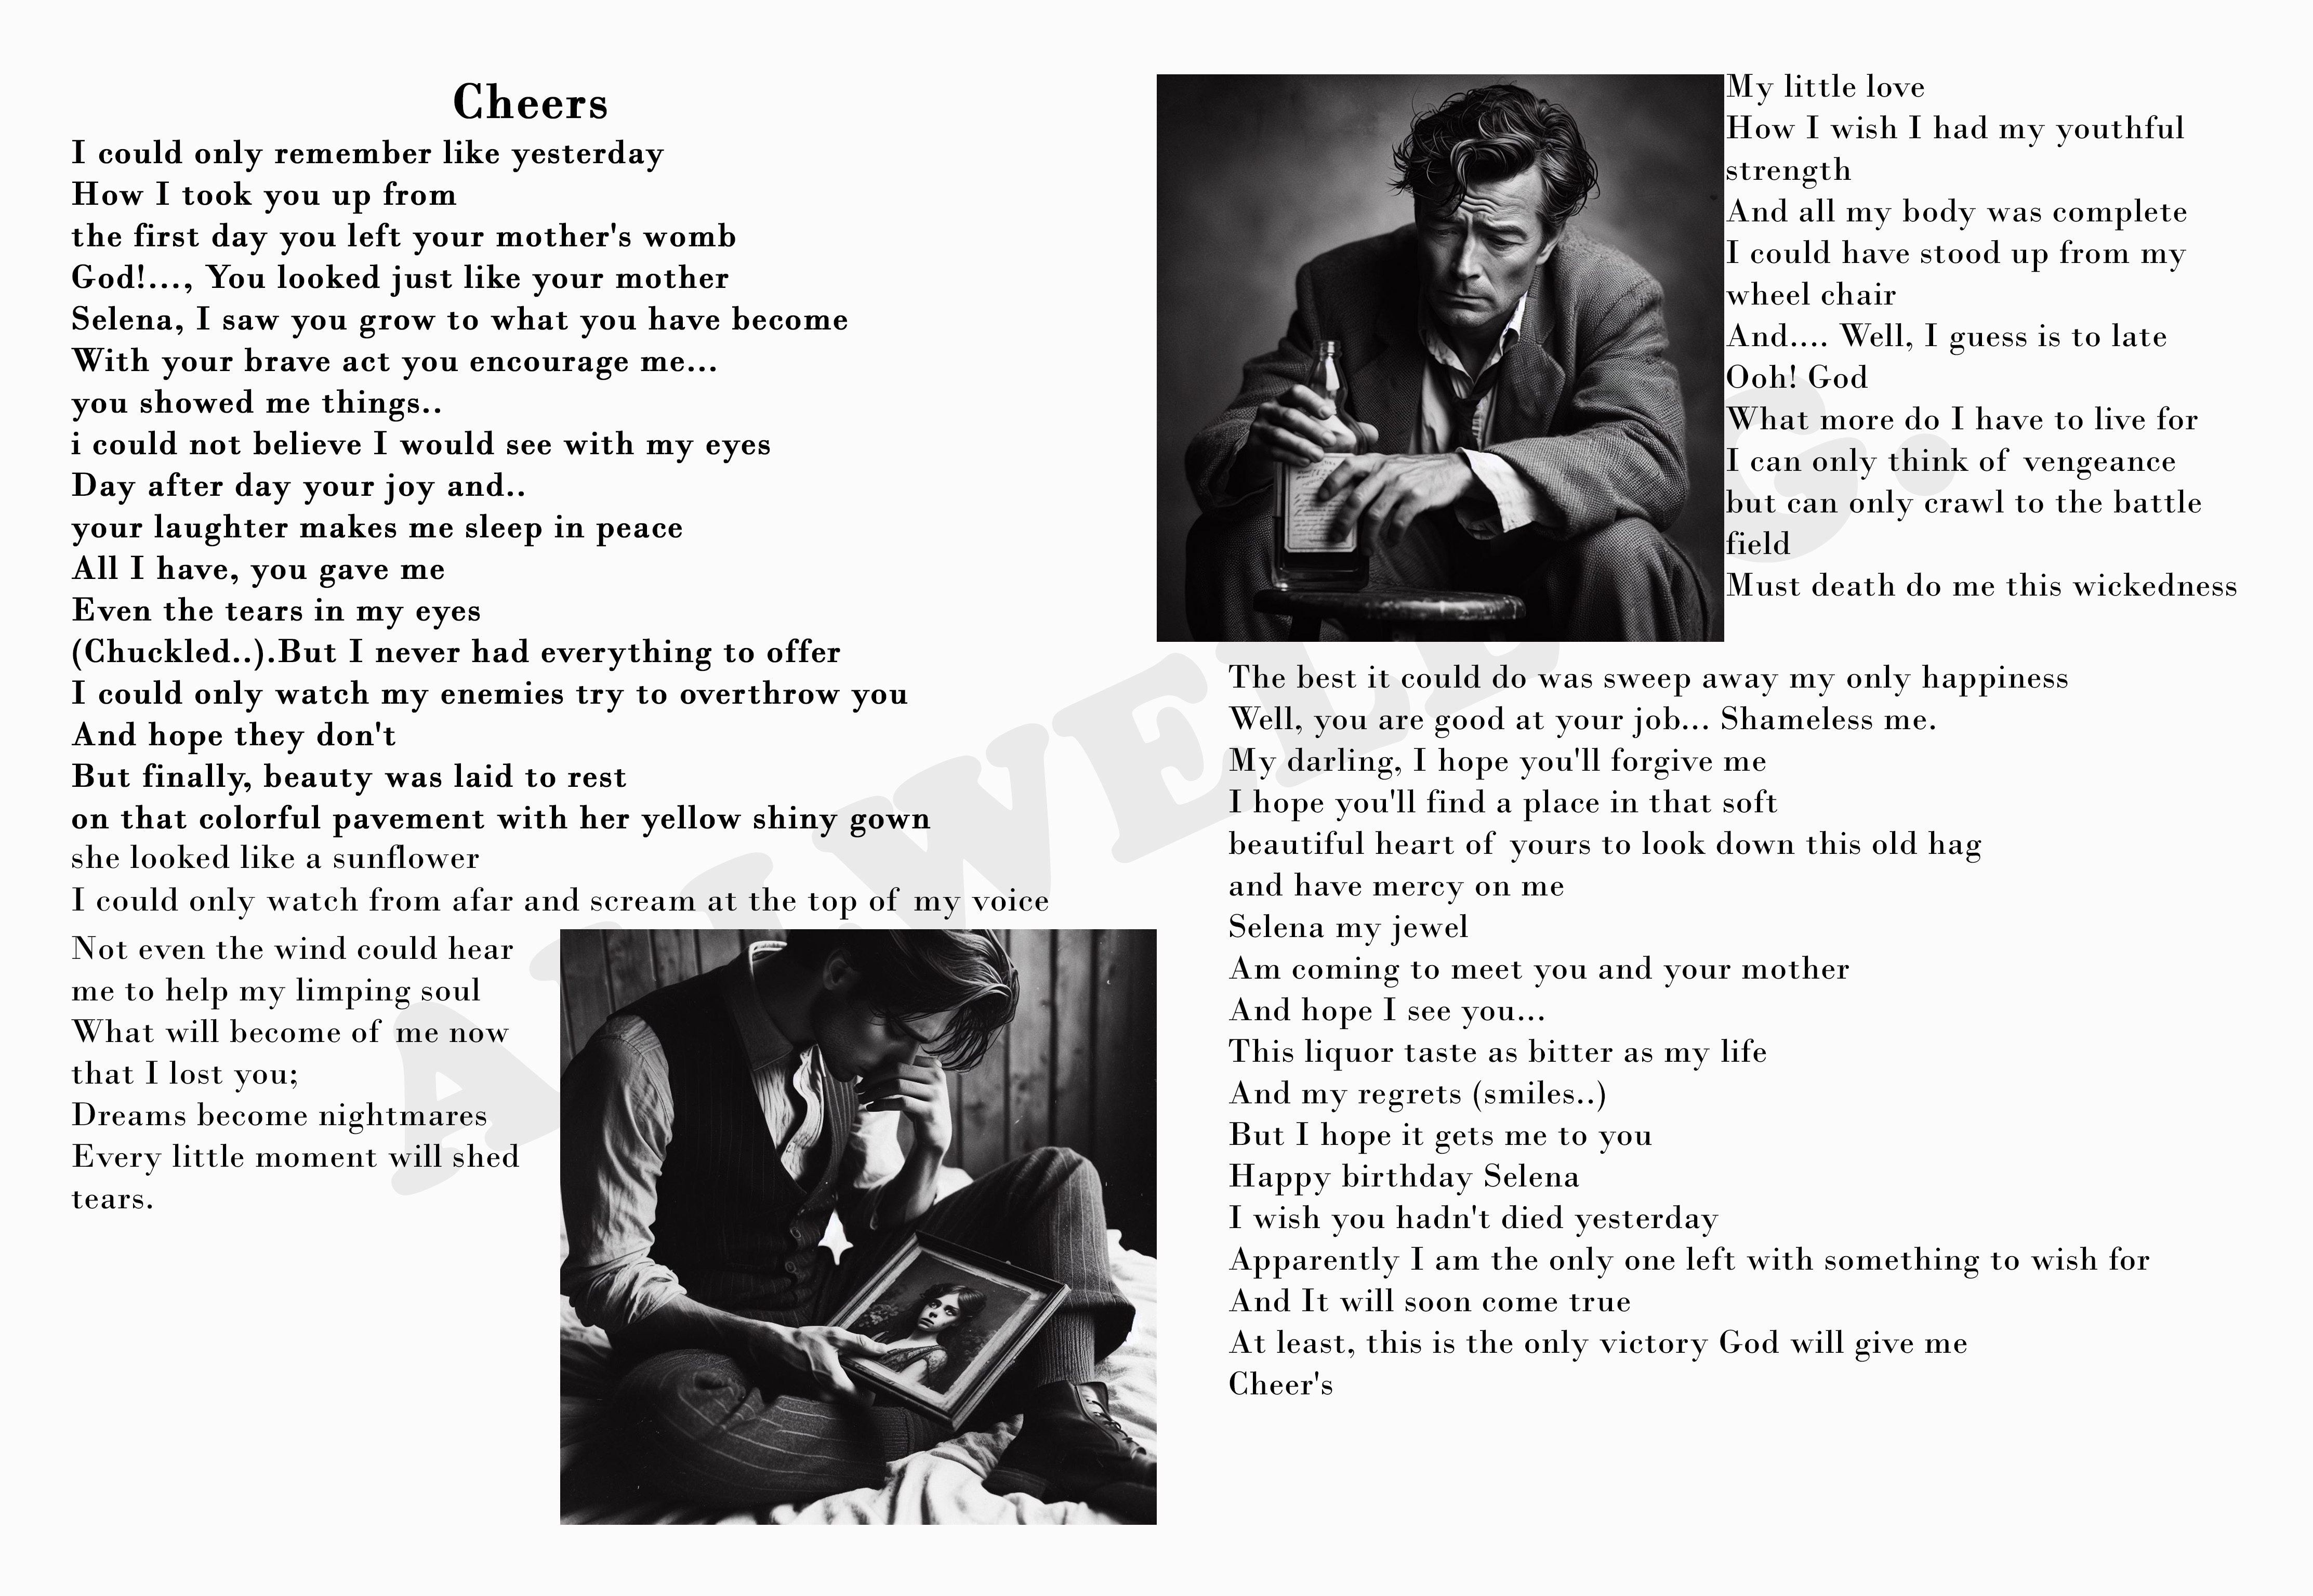 Cheers
I could only remember like yesterday
How I took you up from
the first day you left your mother's womb
God!..., You looked just like your mother
Selena, I saw you grow to what you have become
With your brave act you encourage me...
you showed me things..
i could not believe I would see with my eyes
Day after day your joy and..
your laughter makes me sleep in peace
All I have, you gave me
Even the tears in my eyes
(Chuckled..).But I never had everything to offer
I could only watch my enemies try to overthrow you
And hope they don't
But finally, beauty was laid to rest
on that colorful pavement with her yellow shiny gown
she looked like a sunflower
I could only watch from afar and scream at the top of my voice
Not even the wind could hear
me to help my limping soul
What will become of me now
that I lost you;
Dreams become nightmares
Every little moment will shed
tears.
My little love
How I wish I had my youthful
strength
And all my body was complete
I could have stood up from my
wheel chair
And.... Well, I guess is to late
Ooh! God
What more do I have to live for
I can only think of vengeance
but can only crawl to the battle
field
Must death do me this wickedness
The best it could do was sweep away my only happiness
Well, you are good at your job... Shameless me.
My darling, I hope you'll forgive me
I hope you'll find a place in that soft
beautiful heart of yours to look down this old hag
and have mercy on me
Selena my jewel
Am coming to meet you and your mother
And hope I see you...
This liquor taste as bitter as my life
And my regrets (smiles..)
But I hope it gets me to you
Happy birthday Selena
I wish you hadn't died yesterday
Apparently I am the only one left with something to wish for
And It will soon come true
At least, this is the only victory God will give me
Cheer's